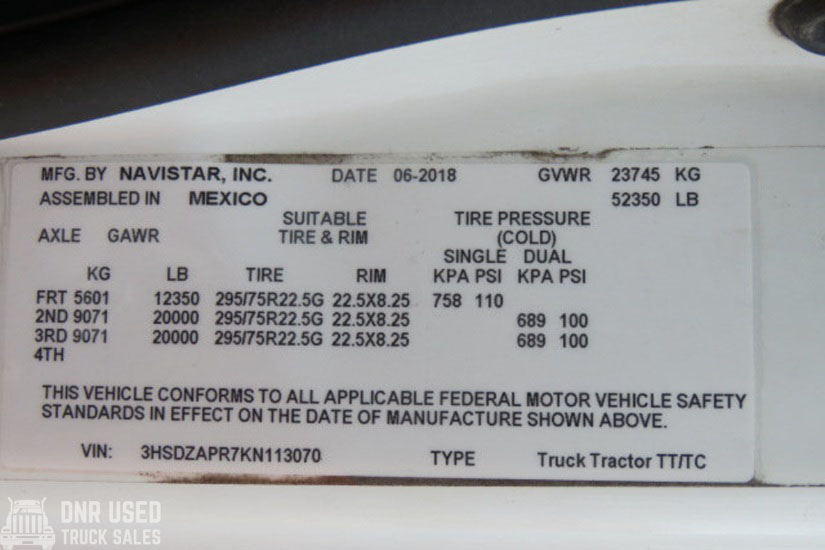 MFG. BY NAVISTAR, INC. DATE 06-2018 GVWR 23745 KG
ASSEMBLED IN MEXICO 52350 LB
SUITABLE TIRE PRESSURE
AXLE GAWR TIRE & RIM (COLD)
SINGLE DUAL
KG LB TIRE RIM KPA PSI KPA PSI
FRT 5601 12350 295/75R22.5G 22.5X8.25 758 110
2ND 9071 20000 295/75R22.5G 22.5X8.25 689 100
3RD 9071 20000 295/75R22.5G 22.5X8.25 689 100
4TH
THIS VEHICLE CONFORMS TO ALL APPLICABLE FEDERAL MOTOR VEHICLE SAFETY
STANDARDS IN EFFECT ON THE DATE OF MANUFACTURE SHOWN ABOVE.
VIN: 3HSDZAPR7KN113070 TYPE Truck Tractor TT/TC
DNR USED
TRUCK SALES